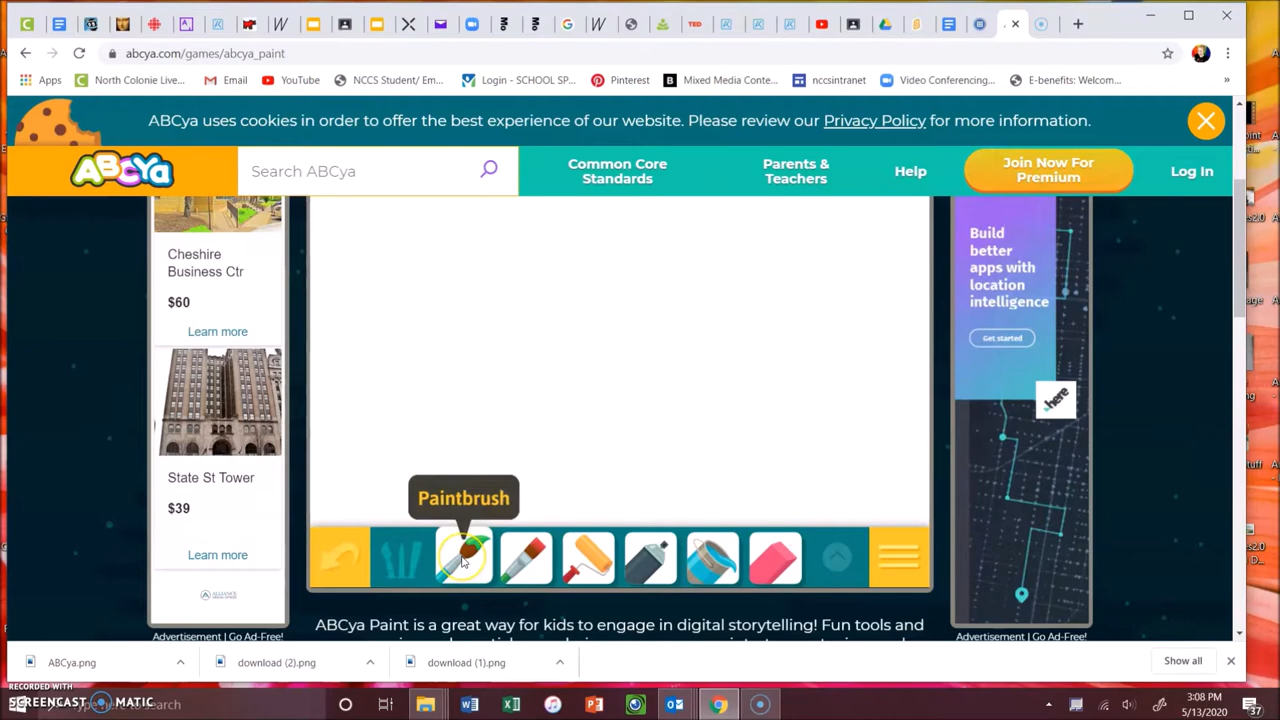 abcya.com/games/abcya_paint
Apps
North Colonie Live...
Email
YouTube
NCCS Student/ Em...
Login - SCHOOL SP...
Pinterest
Mixed Media Conte...
nccsintranet
Video Conferencing...
E-benefits: Welcom...
»
ABCya uses cookies in order to offer the best experience of our website. Please review our Privacy Policy for more information.
ABCya
Search ABCya
Common Core
Standards
Parents &
Teachers
Help
Join Now For
Premium
Log In
Cheshire
Business Ctr
$60
Learn more
State St Tower
$39
Learn more
Advertisement | Go Ad-Free!
Build
better
apps with
location
intelligence
Get started
here
Advertisement | Go Ad-Free!
Paintbrush
ABCya Paint is a great way for kids to engage in digital storytelling! Fun tools and
ABCya.png
download (2).png
download (1).png
Show all
RECORDED WITH
SCREENCAST MATIC
here to search
3:08 PM
5/13/2020
37